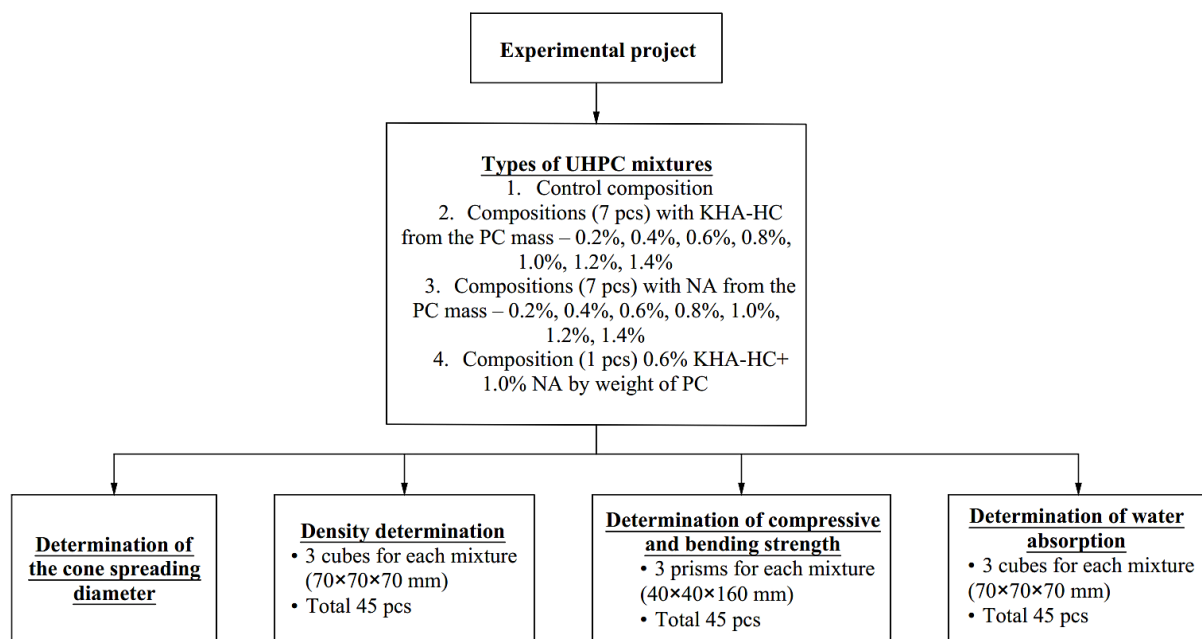 Experimental project
Types of UHPC mixtures
1. Control composition
2. Compositions (7 pcs) with KHA-HC
from the PC mass – 0.2%, 0.4%, 0.6%, 0.8%,
1.0%, 1.2%, 1.4%
3. Compositions (7 pcs) with NA from the
PC mass – 0.2%, 0.4%, 0.6%, 0.8%, 1.0%,
1.2%, 1.4%
4. Composition (1 pcs) 0.6% KHA-HC+
1.0% NA by weight of PC
Determination of
the cone spreading
diameter
Density determination
• 3 cubes for each mixture
(70×70×70 mm)
• Total 45 pcs
Determination of compressive
and bending strength
• 3 prisms for each mixture
(40×40×160 mm)
• Total 45 pcs
Determination of water
absorption
• 3 cubes for each mixture
(70×70×70 mm)
• Total 45 pcs